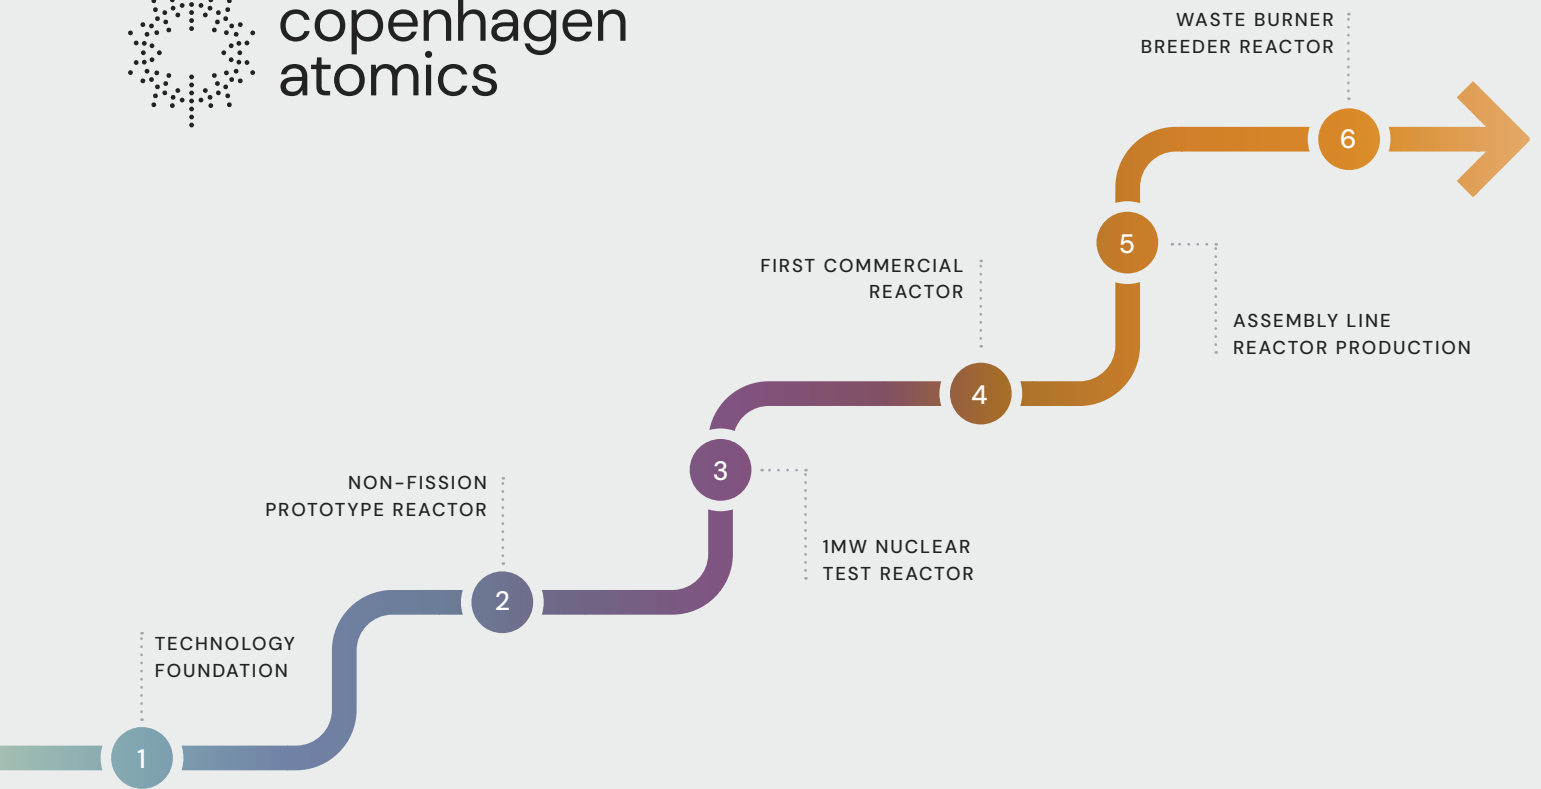 copenhagen
atomics
WASTE BURNER
BREEDER REACTOR
6
5
ASSEMBLY LINE
REACTOR PRODUCTION
FIRST COMMERCIAL
REACTOR
4
3
1MW NUCLEAR
TEST REACTOR
NON-FISSION
PROTOTYPE REACTOR
2
TECHNOLOGY
FOUNDATION
1